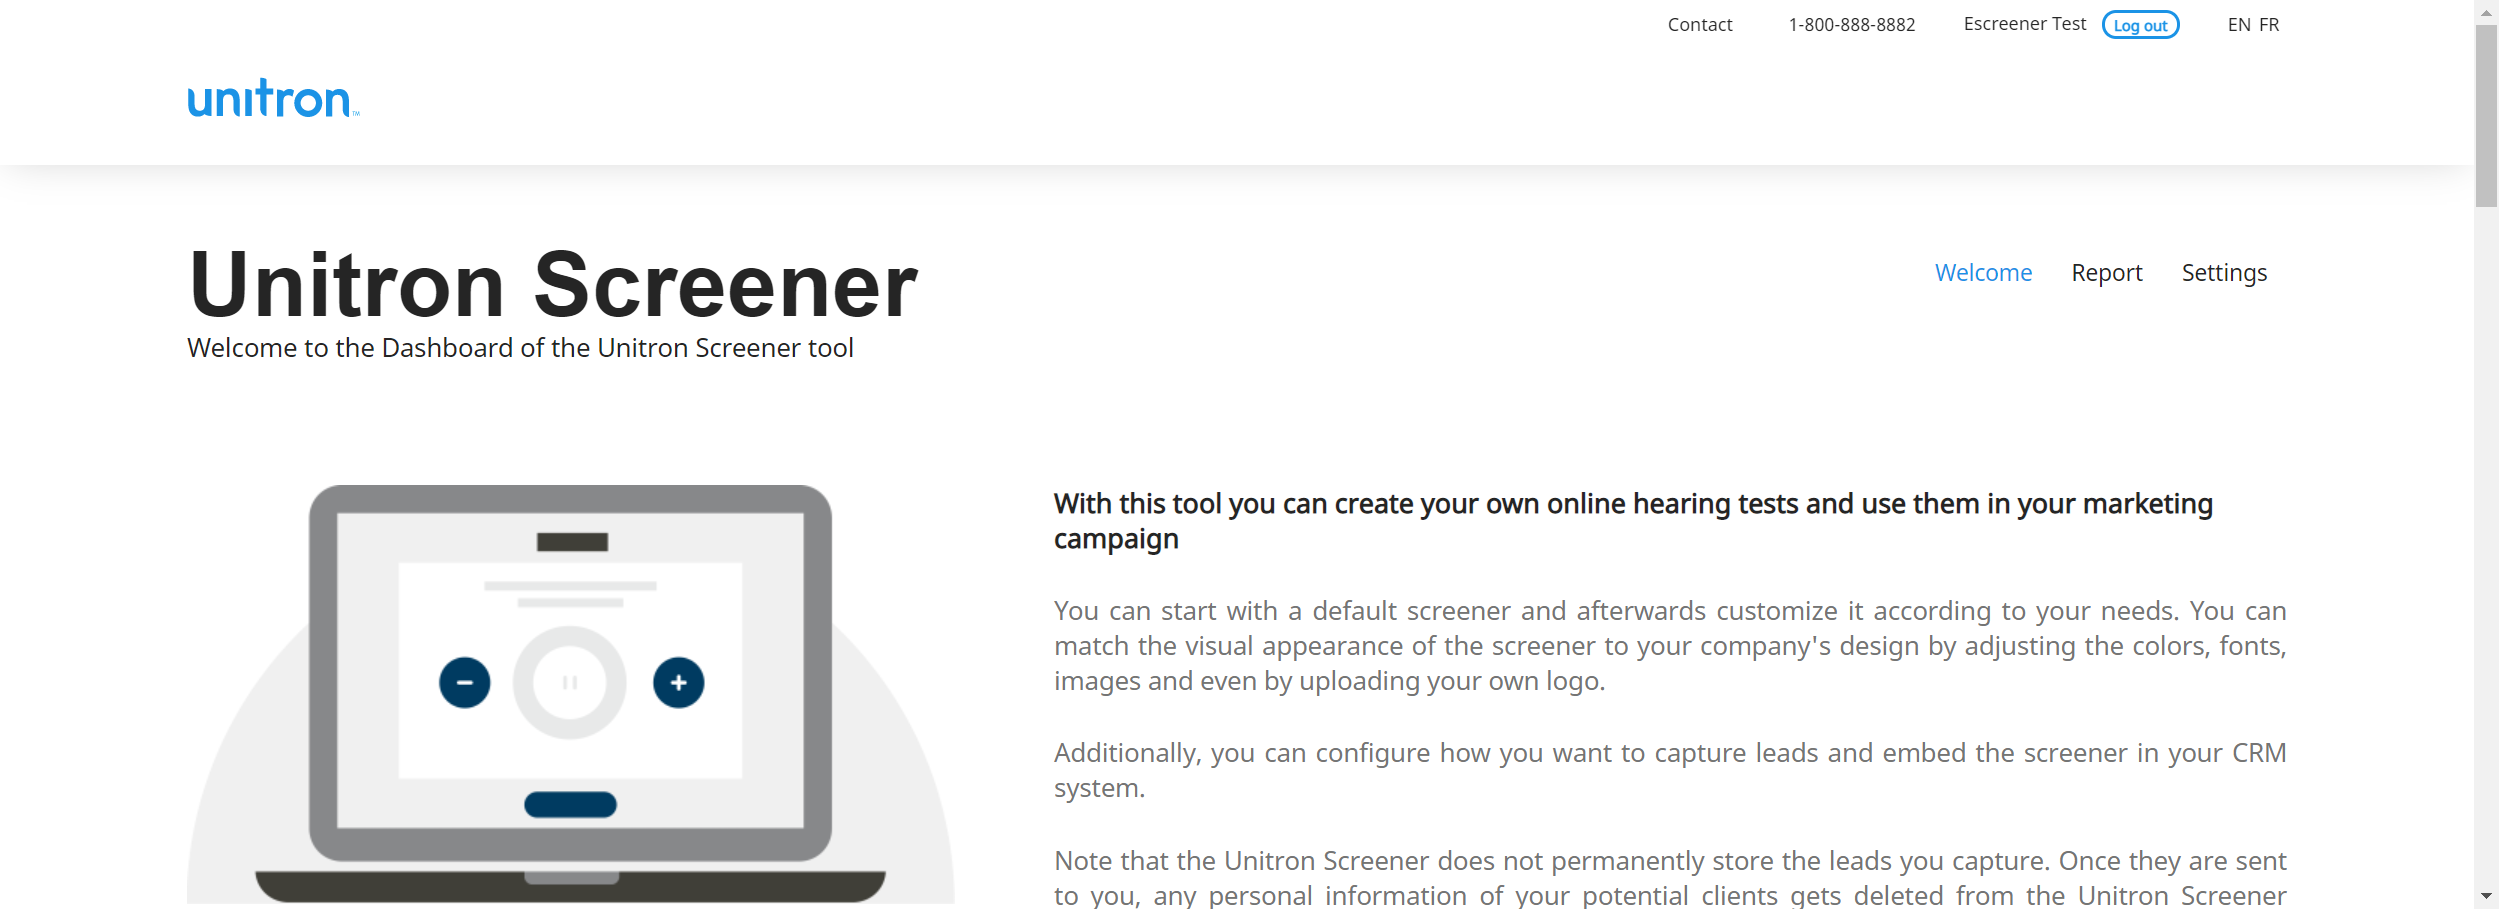 Contact 1-800-888-8882 Escreener Test Log out EN FR
unitron™
Unitron Screener
Welcome Report Settings
Welcome to the Dashboard of the Unitron Screener tool
With this tool you can create your own online hearing tests and use them in your marketing
campaign
You can start with a default screener and afterwards customize it according to your needs. You can
match the visual appearance of the screener to your company's design by adjusting the colors, fonts,
images and even by uploading your own logo.
Additionally, you can configure how you want to capture leads and embed the screener in your CRM
system.
Note that the Unitron Screener does not permanently store the leads you capture. Once they are sent
to you, any personal information of your potential clients gets deleted from the Unitron Screener